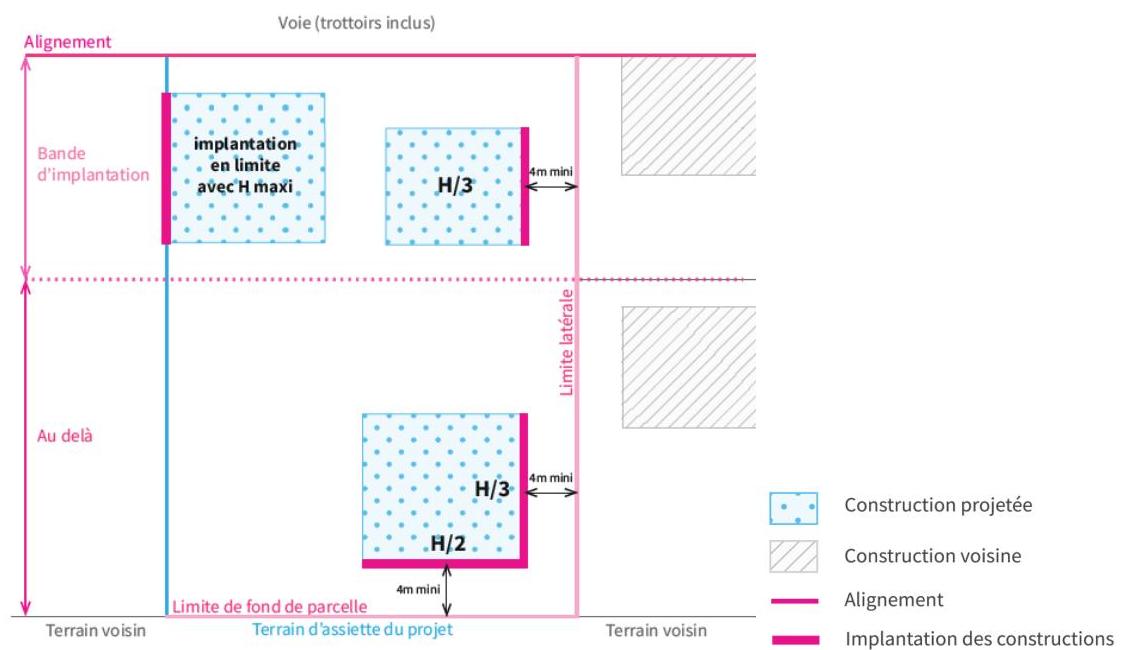 Voie (trottoirs inclus)
Alignement
Bande
d'implantation
implantation
en limite
avec H maxi
H/3
4m mini
Limite latérale
Au delà
H/3
4m mini
H/2
4m mini
Limite de fond de parcelle
Terrain voisin
Terrain d'assiette du projet
Terrain voisin
Construction projetée
Construction voisine
Alignement
Implantation des constructions